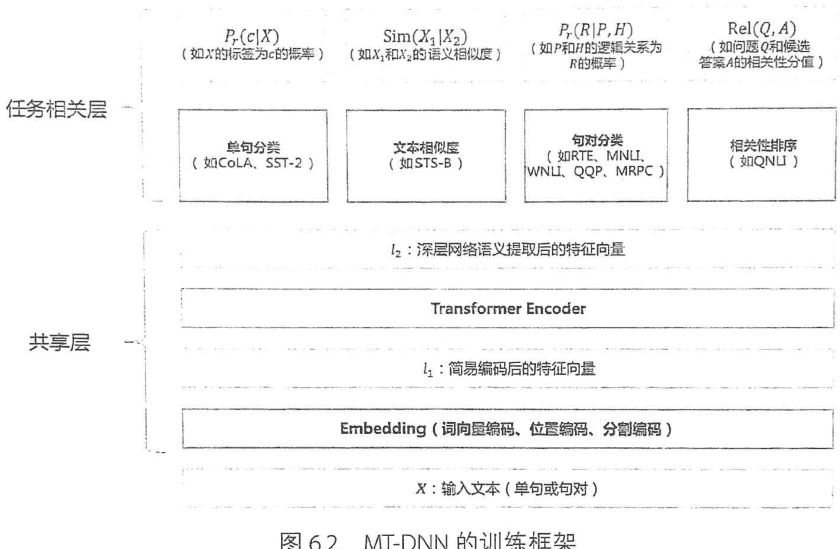 P_r(c|X)
(如X的标签为c的概率)
Sim(X₁|X₂)
(如X₁和X₂的语义相似度)
P_r(R|P, H)
(如P和H的逻辑关系为
R的概率)
Rel(Q, A)
(如问题Q和候选
答案A的相关性分值)
任务相关层
单句分类
(如CoLA、SST-2)
文本相似度
(如STS-B)
句对分类
(如RTE、MNLI、
WNLI、QQP、MRPC)
相关性排序
(如QNLI)
共享层
l₂:深层网络语义提取后的特征向量
Transformer Encoder
l₁:简易编码后的特征向量
Embedding(词向量编码、位置编码、分割编码)
X:输入文本(单句或句对)
图 6.2 MT-DNN 的训练框架